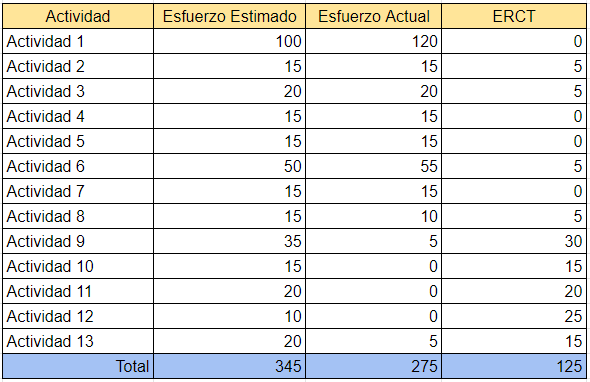 Actividad Esfuerzo Estimado Esfuerzo Actual ERCT
Actividad 1 100 120 0
Actividad 2 15 15 5
Actividad 3 20 20 5
Actividad 4 15 15 0
Actividad 5 15 15 0
Actividad 6 50 55 5
Actividad 7 15 15 0
Actividad 8 15 10 5
Actividad 9 35 5 30
Actividad 10 15 0 15
Actividad 11 20 0 20
Actividad 12 10 0 25
Actividad 13 20 5 15
Total 345 275 125